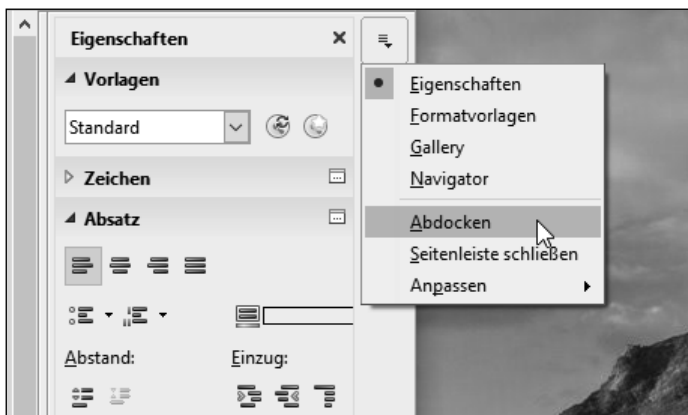 Eigenschaften
Vorlagen
Standard
Zeichen
Absatz
Abstand:
Einzug:
Eigenschaften
Formatvorlagen
Gallery
Navigator
Abdocken
Seitenleiste schließen
Anpassen